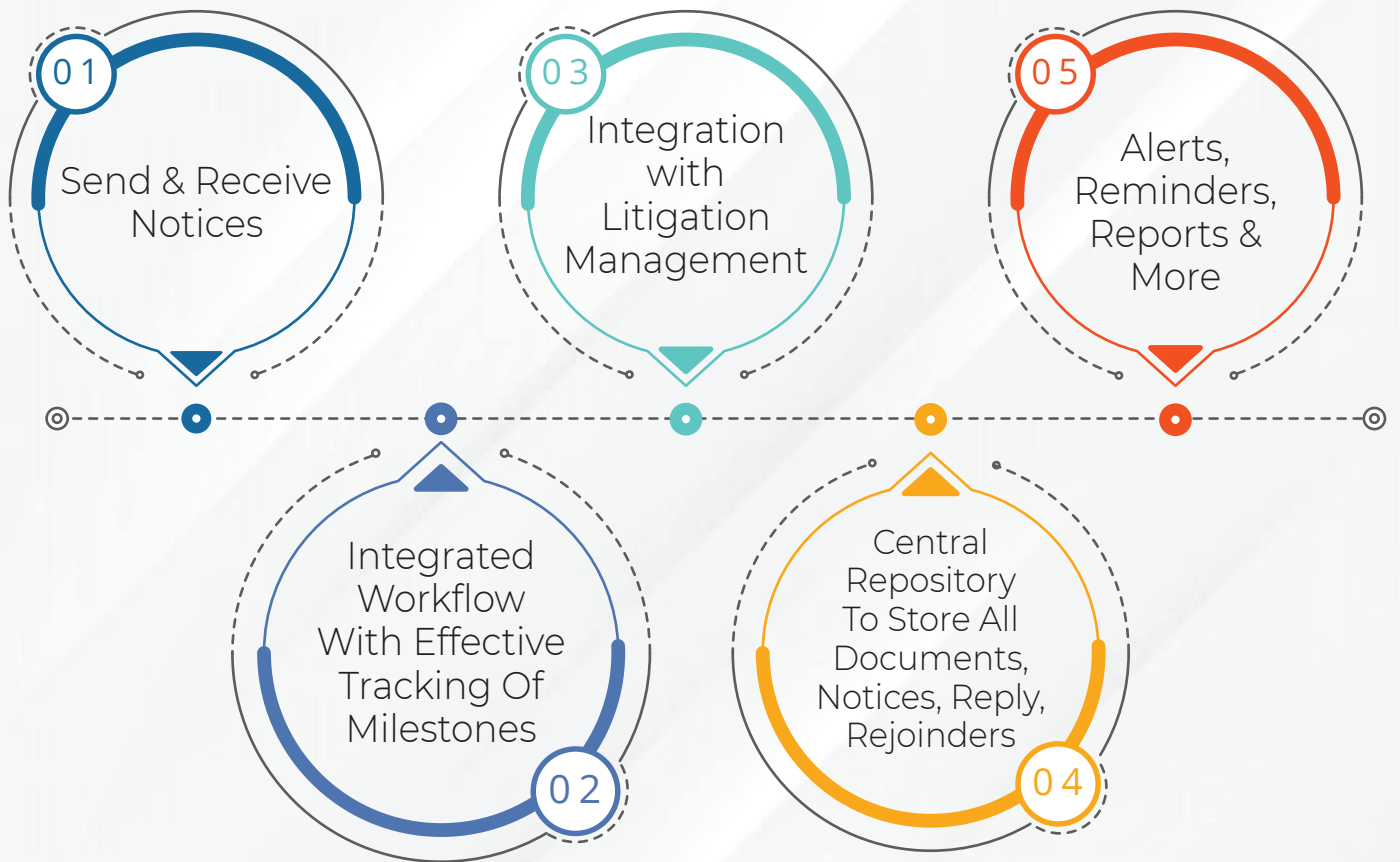 01
Send & Receive
Notices
02
Integrated
Workflow
With Effective
Tracking Of
Milestones
03
Integration
with
Litigation
Management
04
Central
Repository
To Store All
Documents,
Notices, Reply,
Rejoinders
05
Alerts,
Reminders,
Reports &
More